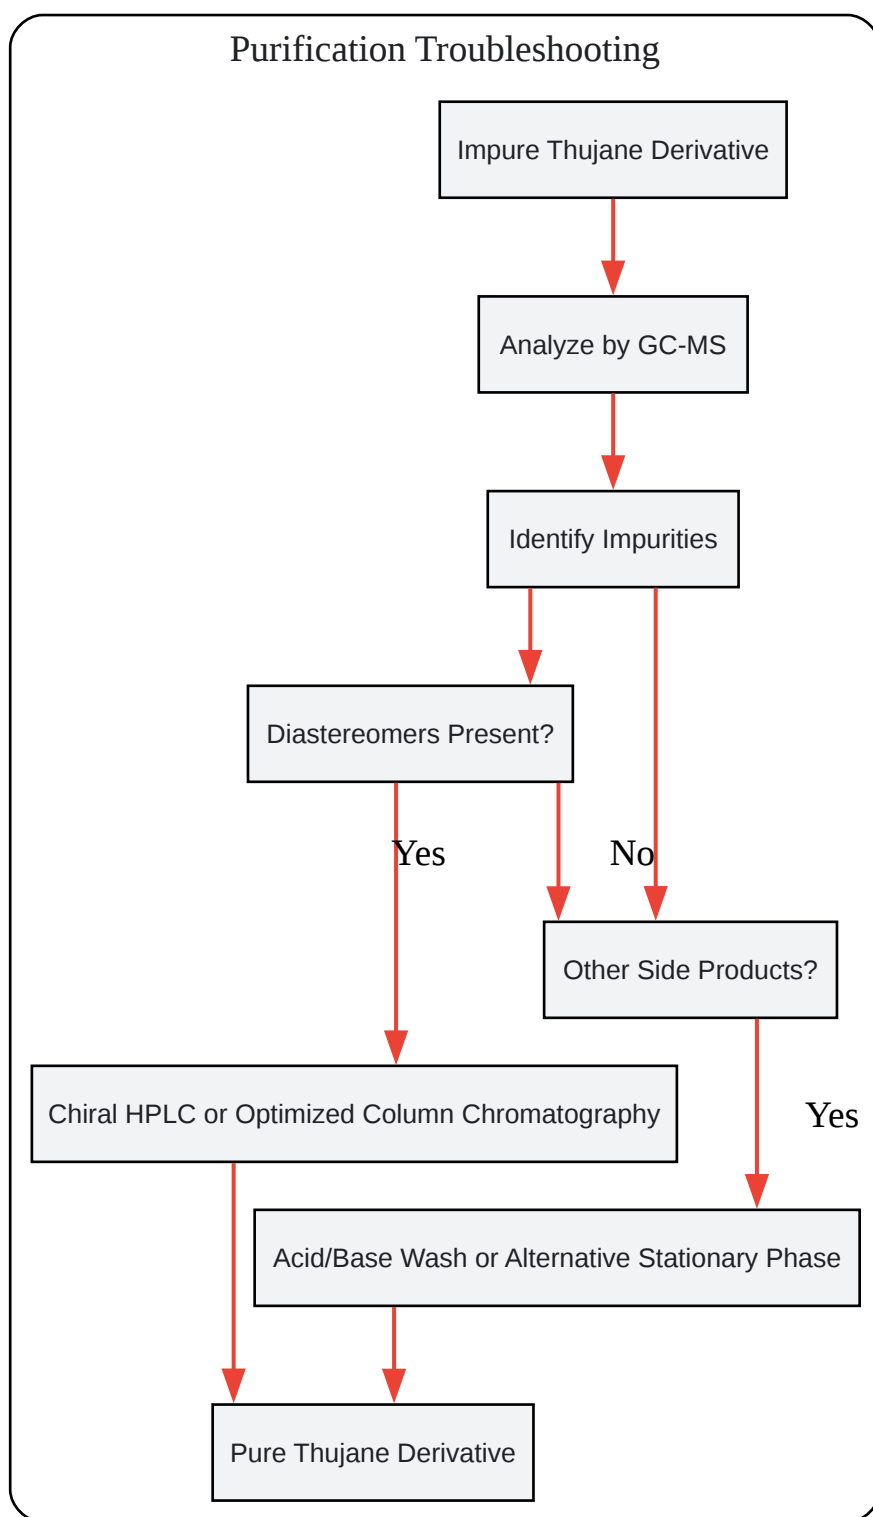 Purification Troubleshooting
Impure Thujane Derivative
Analyze by GC-MS
Identify Impurities
Diastereomers Present?
Yes
No
Other Side Products?
Chiral HPLC or Optimized Column Chromatography
Yes
Acid/Base Wash or Alternative Stationary Phase
Pure Thujane Derivative